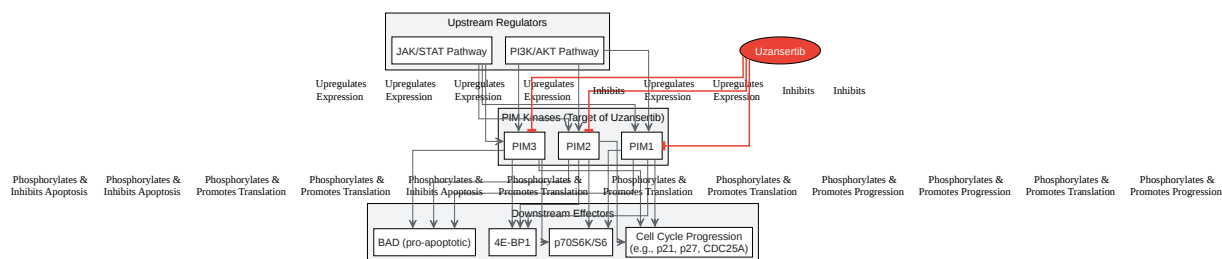 Upstream Regulators
JAK/STAT Pathway
PI3K/AKT Pathway
Uzansertib
Upregulates
Expression
Upregulates
Expression
Upregulates
Expression
Upregulates
Expression
Inhibits
Upregulates
Expression
Upregulates
Expression
Inhibits
Inhibits
PIM Kinases (Target of Uzansertib)
PIM3
PIM2
PIM1
Phosphorylates &
Inhibits Apoptosis
Phosphorylates &
Inhibits Apoptosis
Phosphorylates &
Promotes Translation
Phosphorylates &
Promotes Translation
Phosphorylates &
Inhibits Apoptosis
Phosphorylates &
Promotes Translation
Phosphorylates &
Promotes Translation
Phosphorylates &
Promotes Translation
Phosphorylates &
Promotes Progression
Phosphorylates &
Promotes Progression
Phosphorylates &
Promotes Translation
Phosphorylates &
Promotes Progression
Downstream Effectors
BAD (pro-apoptotic)
4E-BP1
p70S6K/S6
Cell Cycle Progression
(e.g., p21, p27, CDC25A)